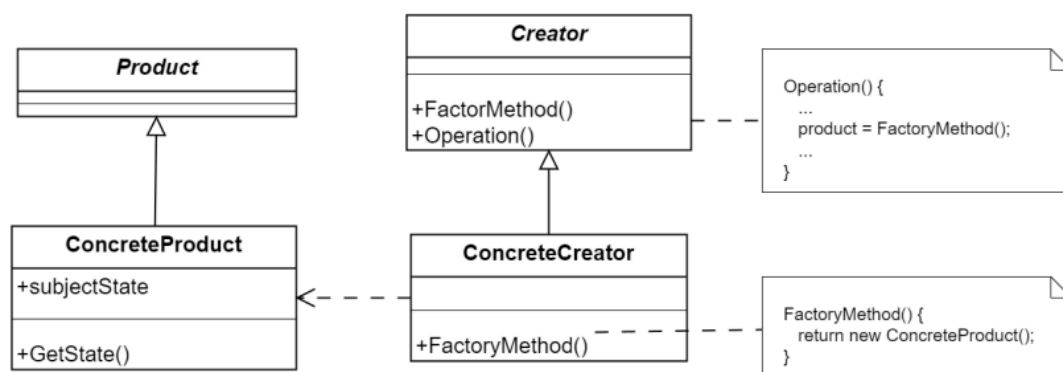 Product
Creator
+FactorMethod()
+Operation()
Operation() {
...
product = FactoryMethod();
...
}
ConcreteProduct
+subjectState
+GetState()
ConcreteCreator
+FactoryMethod()
FactoryMethod() {
return new ConcreteProduct();
}